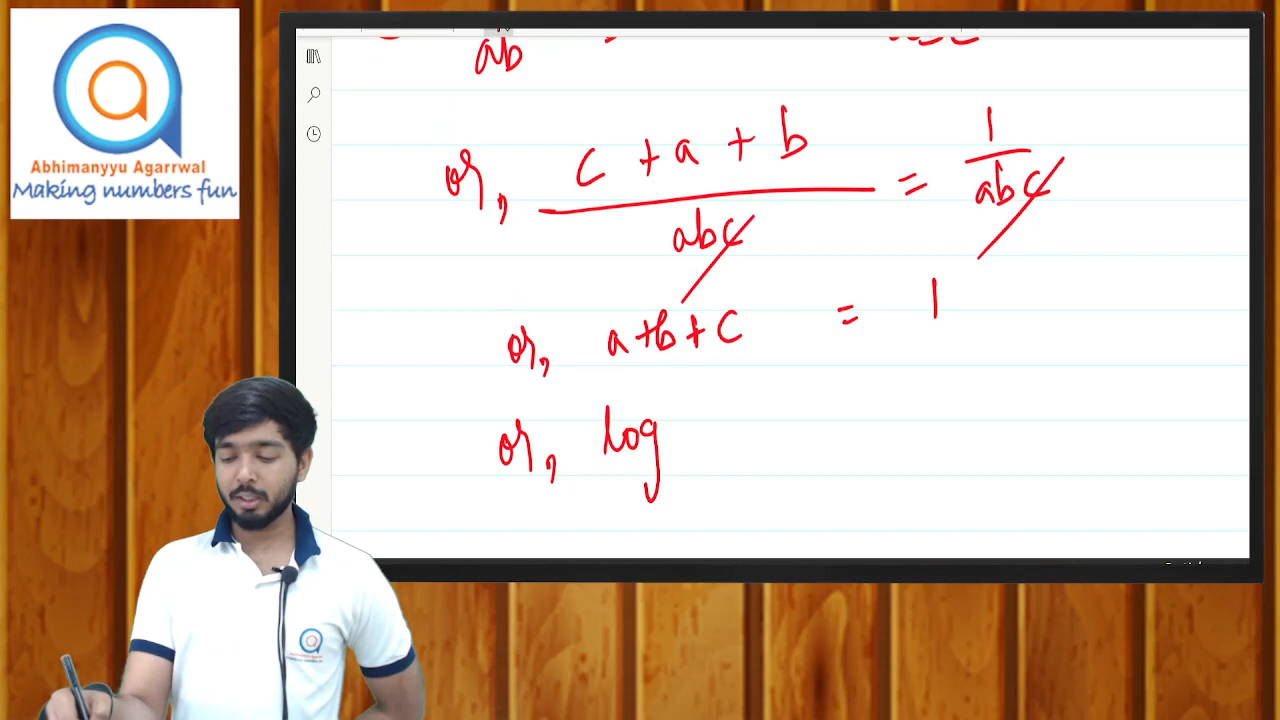 Abhimanyyu Agarrwal
Making numbers fun
ab
or, c + a + b / abc = 1 / abc
or, a+b+c = 1
or, log